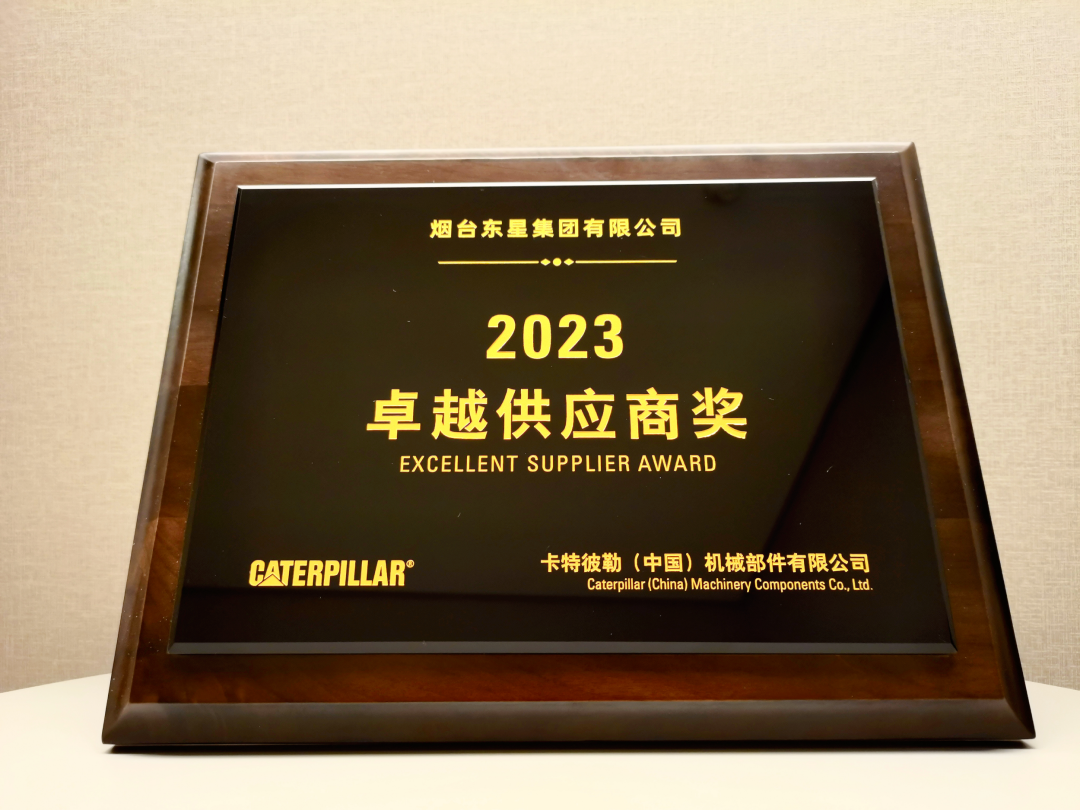 烟台东星集团有限公司
2023
卓越供应商奖
EXCELLENT SUPPLIER AWARD
CATERPILLAR®
卡特彼勒（中国）机械部件有限公司
Caterpillar (China) Machinery Components Co., Ltd.